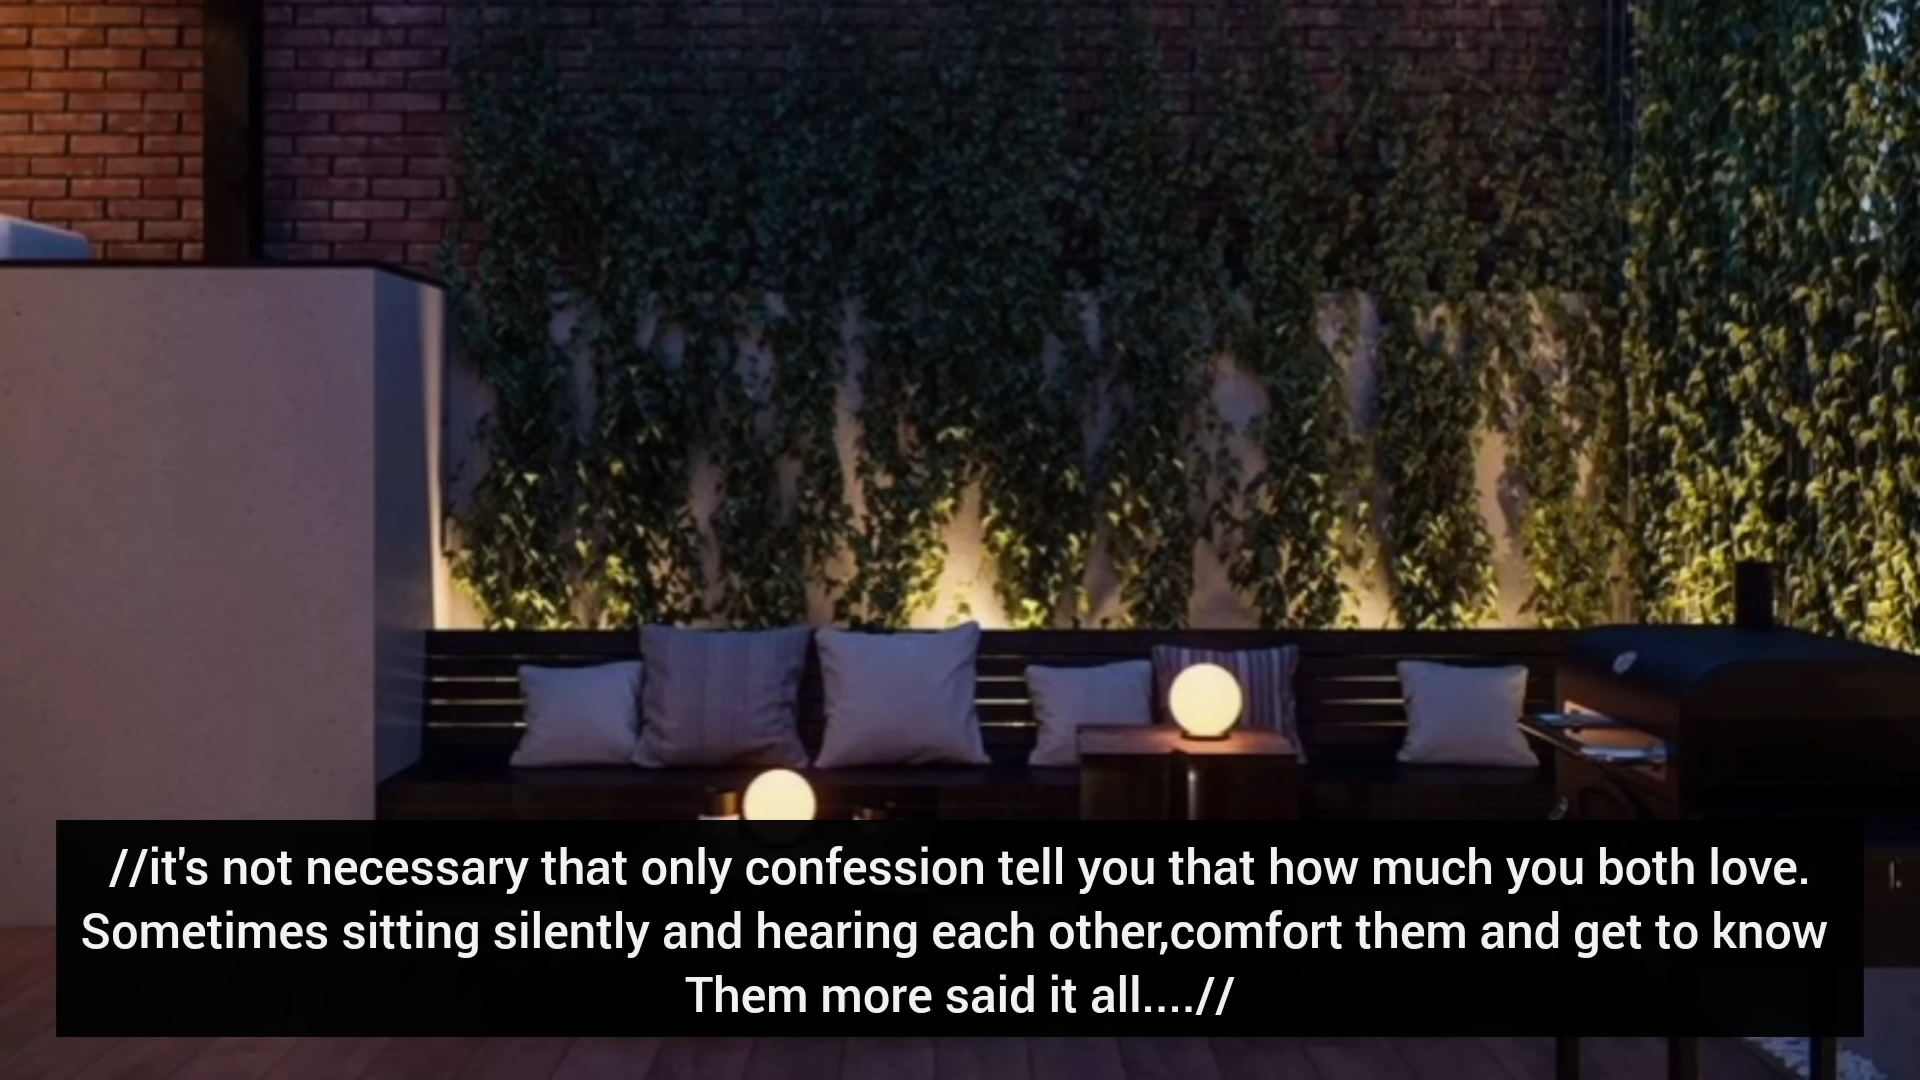 //it's not necessary that only confession tell you that how much you both love.
Sometimes sitting silently and hearing each other,comfort them and get to know
Them more said it all....//